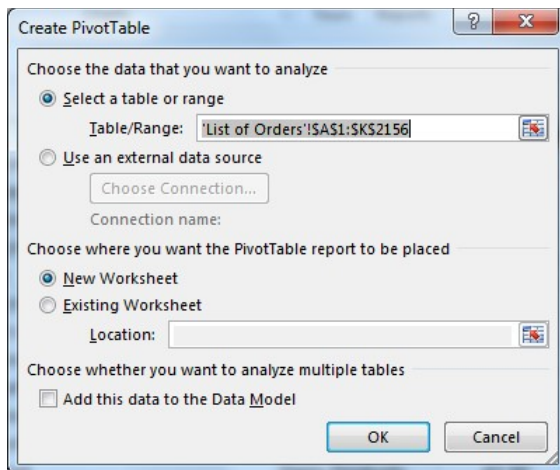 Create PivotTable
?
X
Choose the data that you want to analyze
Select a table or range
Table/Range: 'List of Orders'!$A$1:$K$2156
Use an external data source
Choose Connection...
Connection name:
Choose where you want the PivotTable report to be placed
New Worksheet
Existing Worksheet
Location:
Choose whether you want to analyze multiple tables
Add this data to the Data Model
OK Cancel